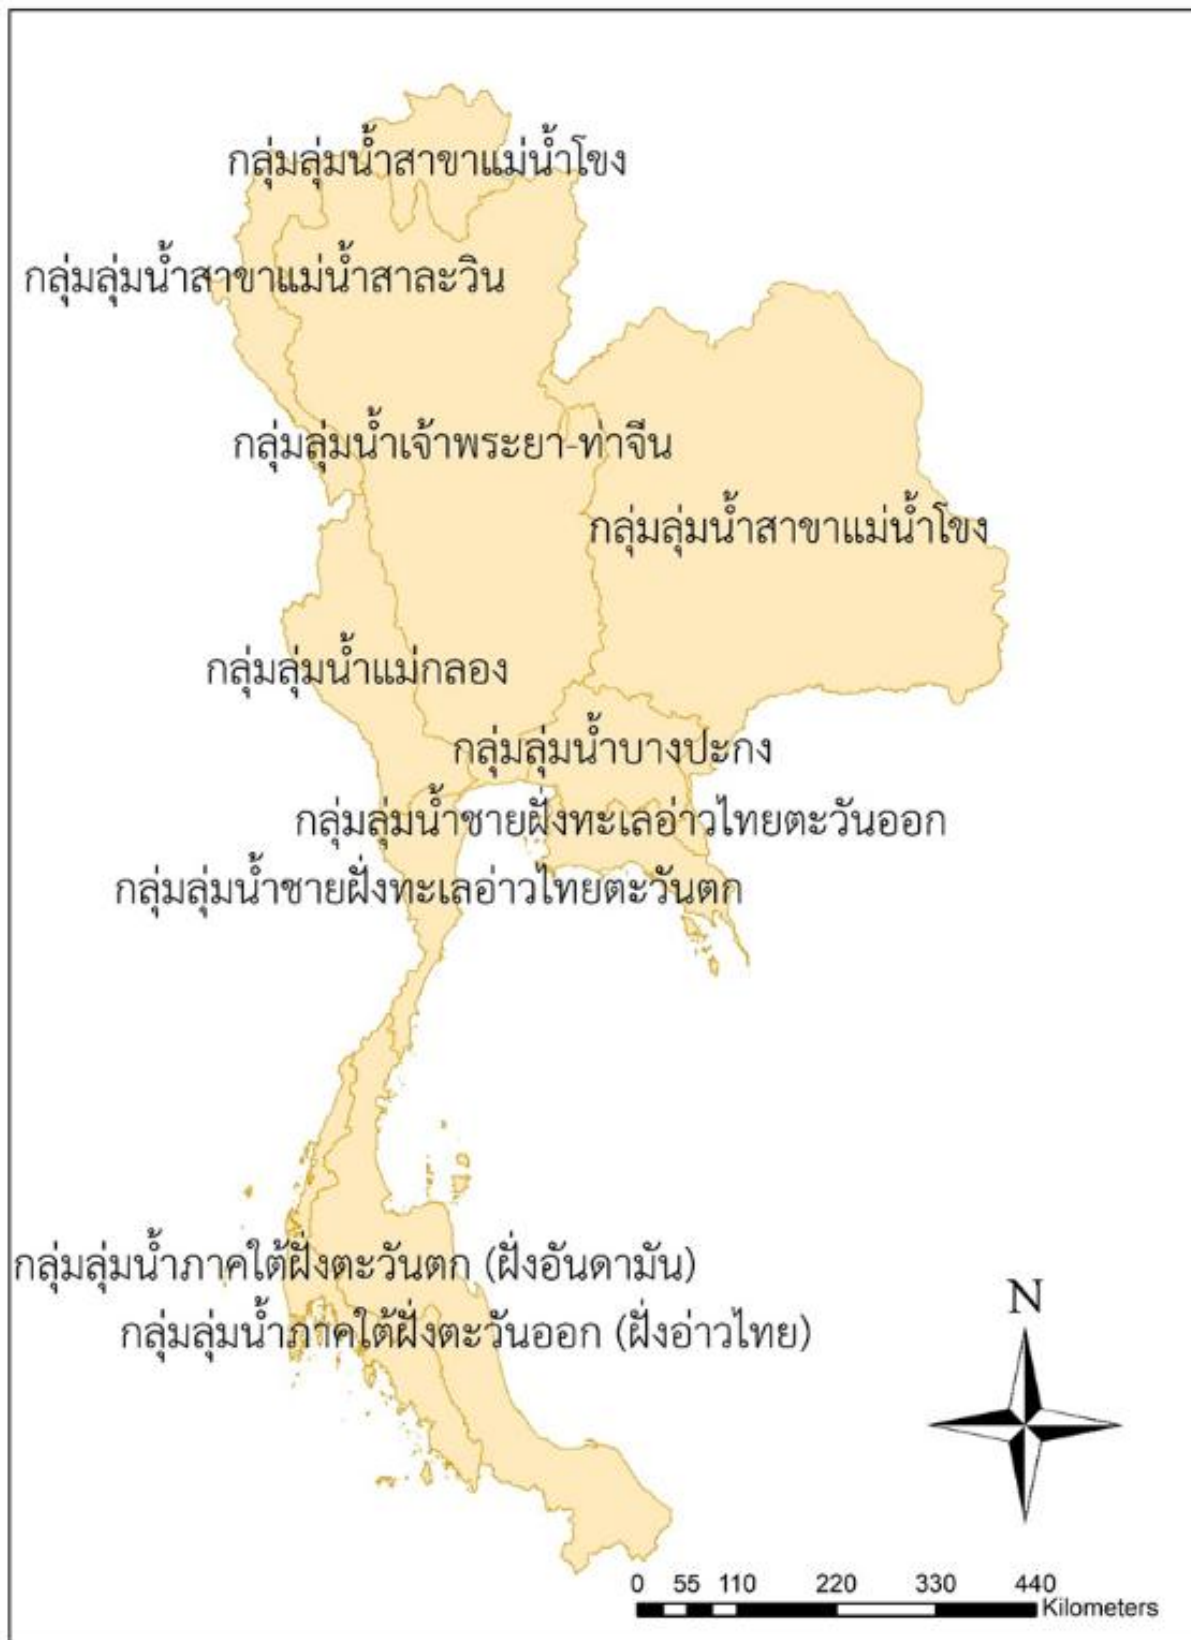 กลุ่มลุ่มน้ำสาขาแม่น้ำโขง
กลุ่มลุ่มน้ำสาขาแม่น้ำสาละวิน
กลุ่มลุ่มน้ำเจ้าพระยา-ท่าจีน
กลุ่มลุ่มน้ำสาขาแม่น้ำโขง
กลุ่มลุ่มน้ำแม่กลอง
กลุ่มลุ่มน้ำบางปะกง
กลุ่มลุ่มน้ำชายฝั่งทะเลอ่าวไทยตะวันออก
กลุ่มลุ่มน้ำชายฝั่งทะเลอ่าวไทยตะวันตก
กลุ่มลุ่มน้ำภาคใต้ฝั่งตะวันตก (ฝั่งอันดามัน)
กลุ่มลุ่มน้ำภาคใต้ฝั่งตะวันออก (ฝั่งอ่าวไทย)
N
0 55 110 220 330 440
Kilometers